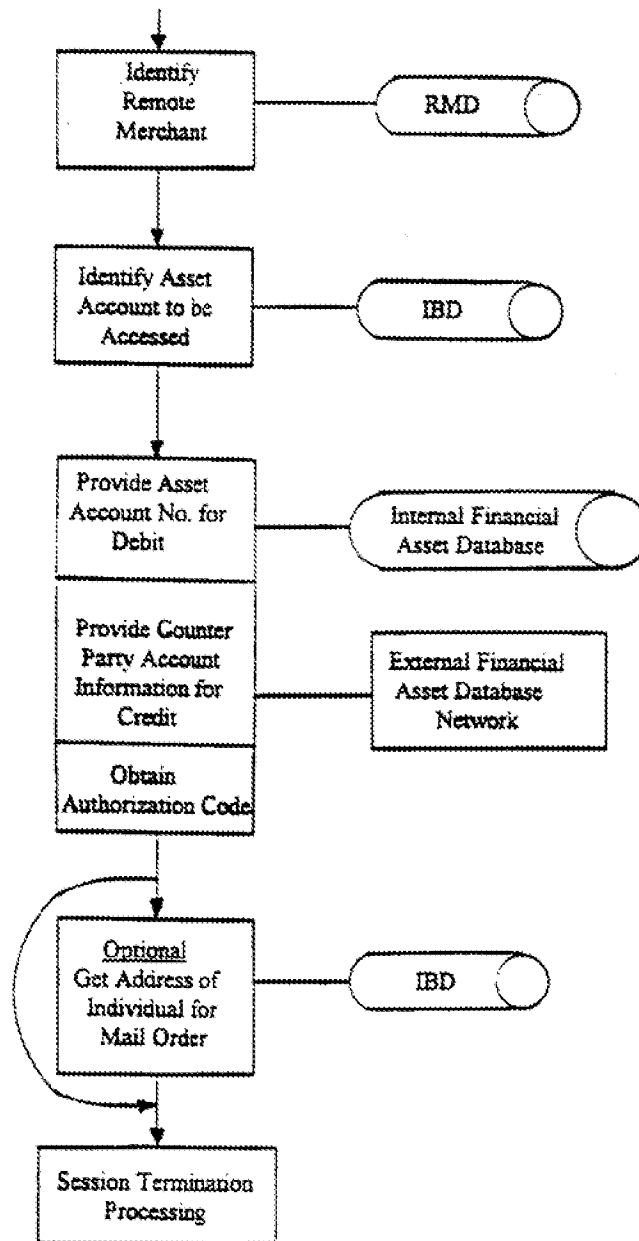 Identify
Remote
Merchant
RMD
Identify Asset
Account to be
Accessed
IBD
Provide Asset
Account No. for
Debit
Internal Financial
Asset Database
Provide Counter
Party Account
Information for
Credit
External Financial
Asset Database
Network
Obtain
Authorization Code
Optional
Get Address of
Individual for
Mail Order
IBD
Session Termination
Processing